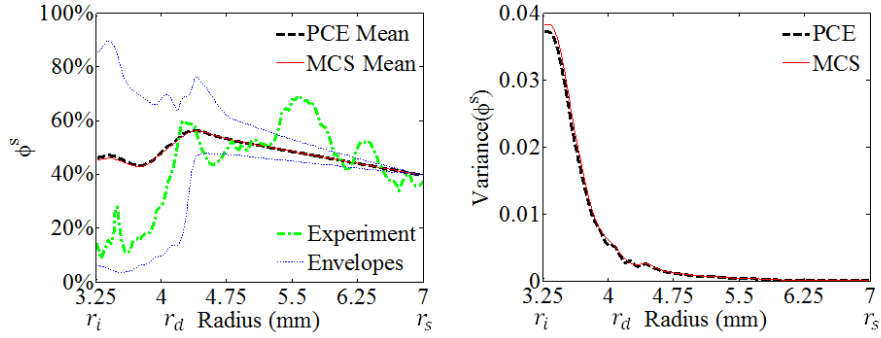 100%
80%
60%
40%
20%
0%
ϕˢ
PCE Mean
MCS Mean
Experiment
Envelopes
3.25 4 4.75 5.5 6.25 7
rᵢ r_d Radius (mm) rₛ
0.04
0.03
0.02
0.01
0
Variance(ϕˢ)
PCE
MCS
3.25 4 4.75 5.5 6.25 7
rᵢ r_d Radius (mm) rₛ